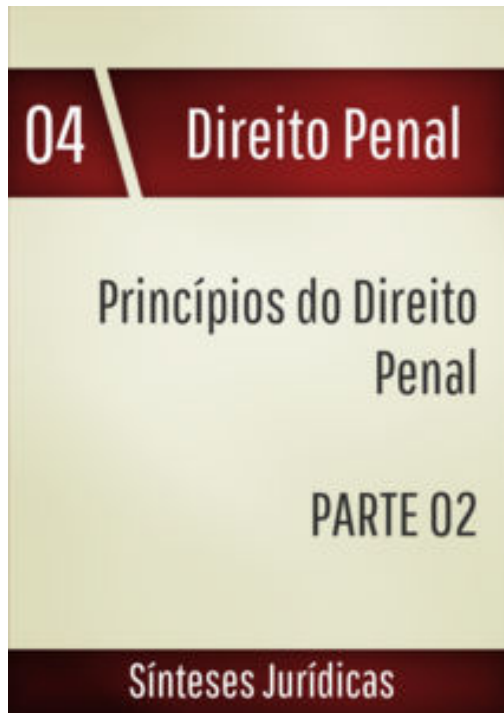 04 Direito Penal
Princípios do Direito
Penal
PARTE 02
Sínteses Jurídicas